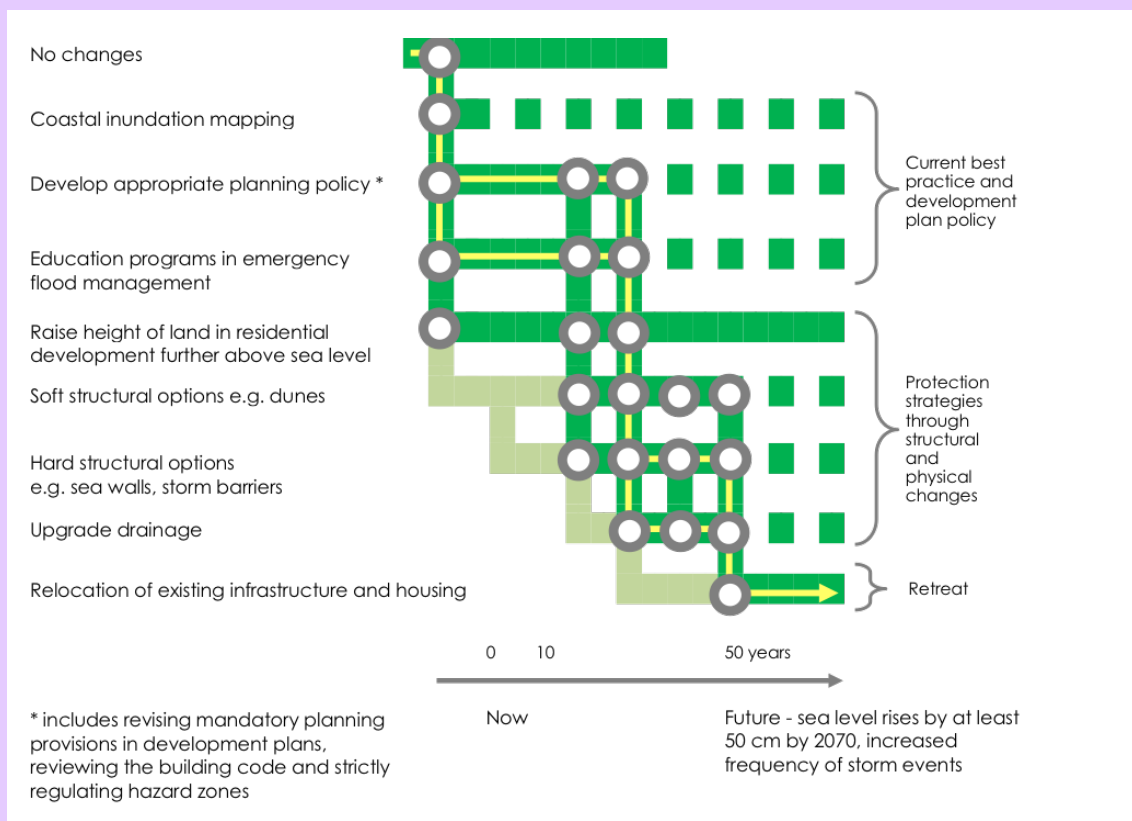 No changes
Coastal inundation mapping
Develop appropriate planning policy *
Education programs in emergency
flood management
Raise height of land in residential
development further above sea level
Soft structural options e.g. dunes
Hard structural options
e.g. sea walls, storm barriers
Upgrade drainage
Relocation of existing infrastructure and housing
Current best
practice and
development
plan policy
Protection
strategies
through
structural
and
physical
changes
Retreat
0 10 50 years
Now
Future - sea level rises by at least
50 cm by 2070, increased
frequency of storm events
* includes revising mandatory planning
provisions in development plans,
reviewing the building code and strictly
regulating hazard zones